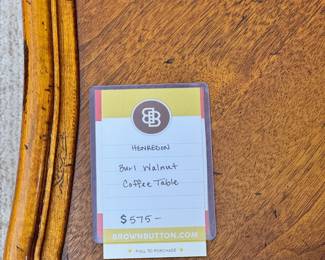 BB
HENREDON
Burl Walnut
Coffee Table
$575-
BROWNBUTTON.COM
PULL TO PURCHASE